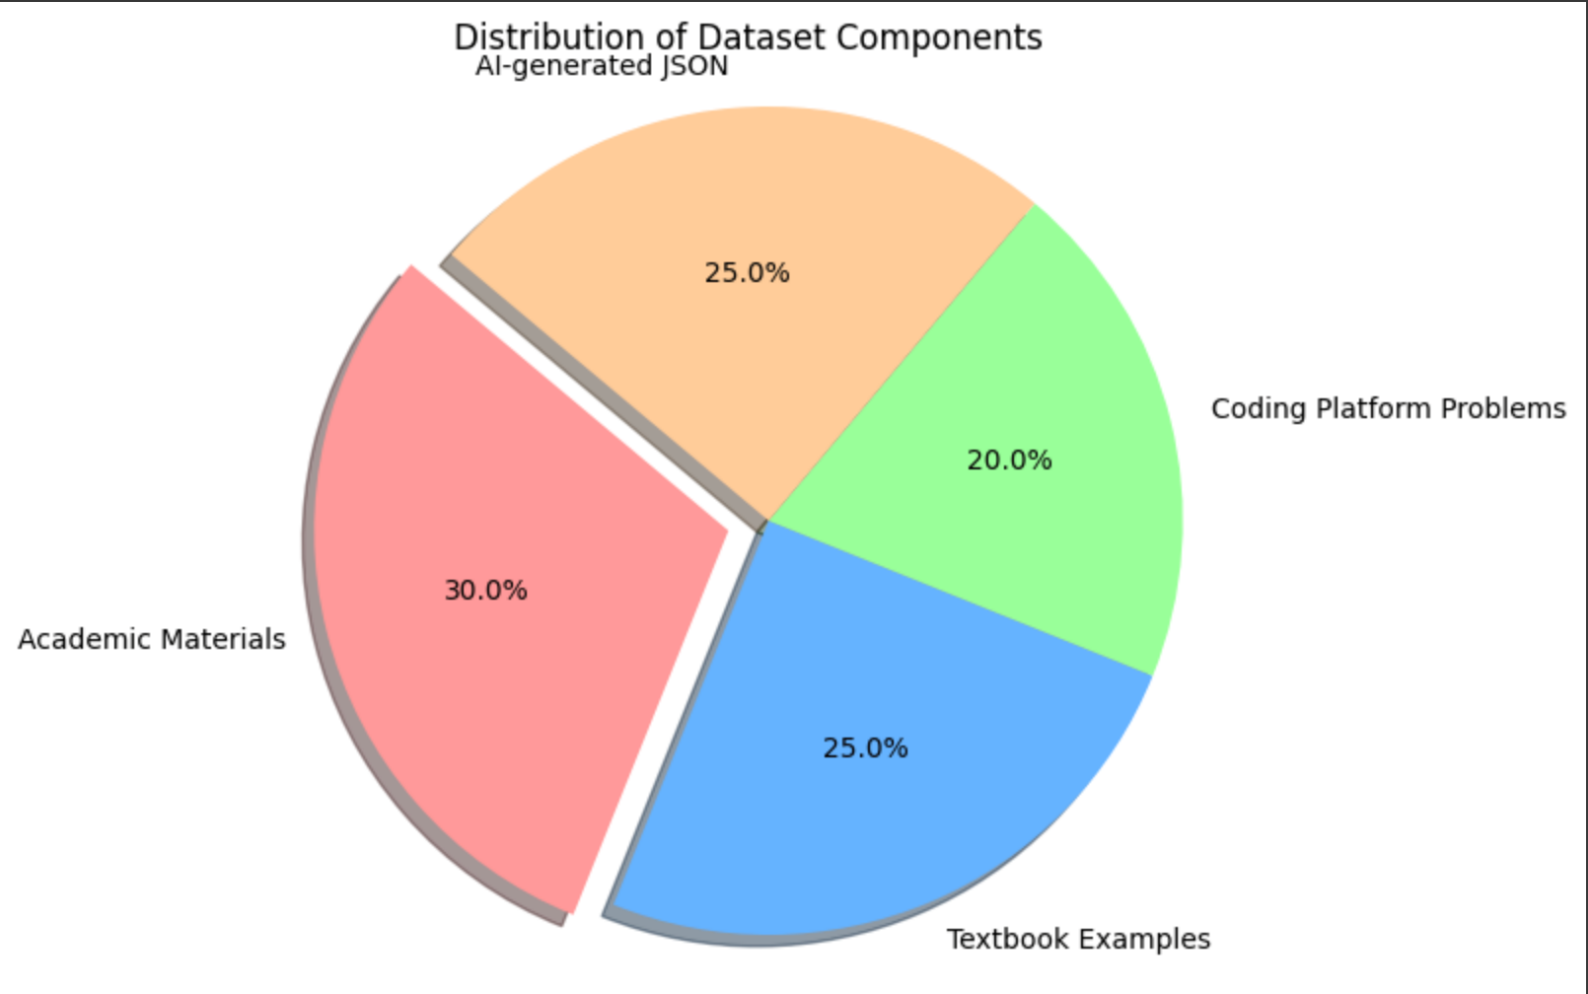 Distribution of Dataset Components
AI-generated JSON
25.0%
Coding Platform Problems
20.0%
30.0%
Academic Materials
25.0%
Textbook Examples